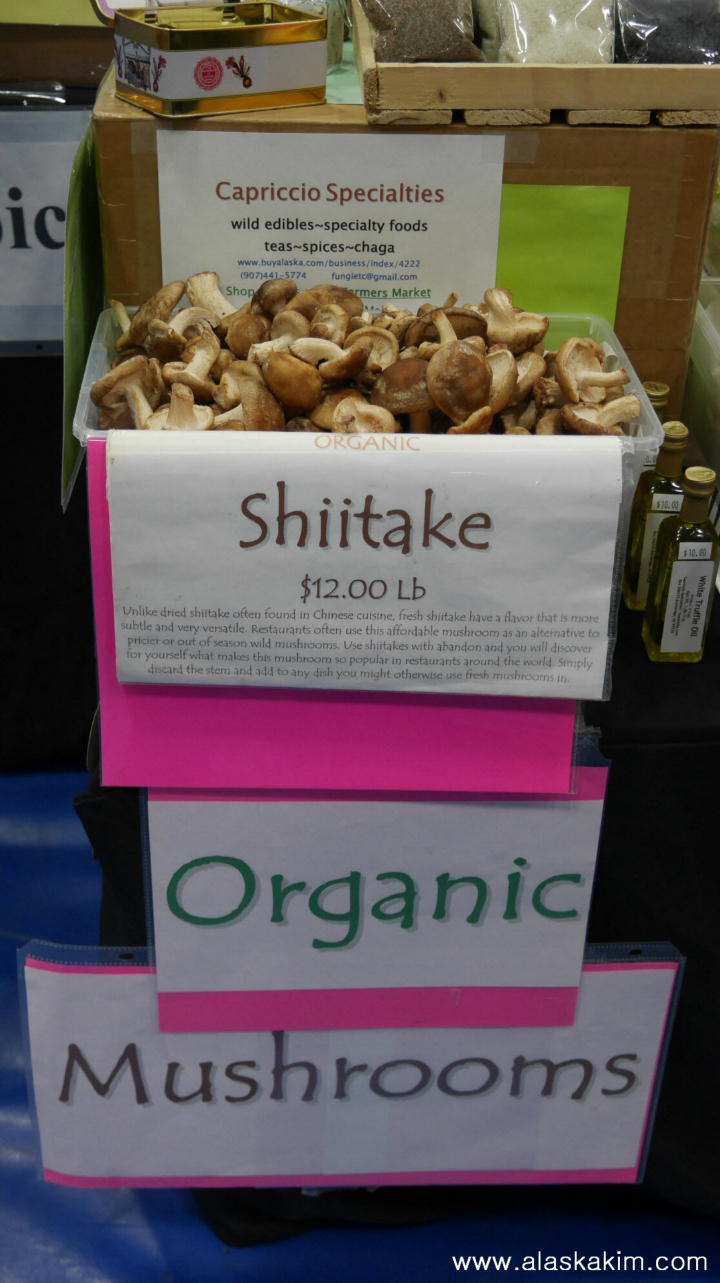 ic
Capriccio Specialties
wild edibles~specialty foods
teas~spices~chaga
www.buyalaska.com/business/index/4222
(907)441-5774 fungietc@gmail.com
Shop armers Market
ORGANIC
Shiitake
$12.00 Lb
Unlike dried shiitake often found in Chinese cuisine, fresh shiitake have a flavor that is more
subtle and very versatile. Restaurants often use this affordable mushroom as an alternative to
pricier or out of season wild mushrooms. Use shiitakes with abandon and you will discover
for yourself what makes this mushroom so popular in restaurants around the world. Simply
discard the stem and add to any dish you might otherwise use fresh mushrooms in.
$10.00
$10.00
White Truffle Oil
Organic
Mushrooms
www.alaskakim.com